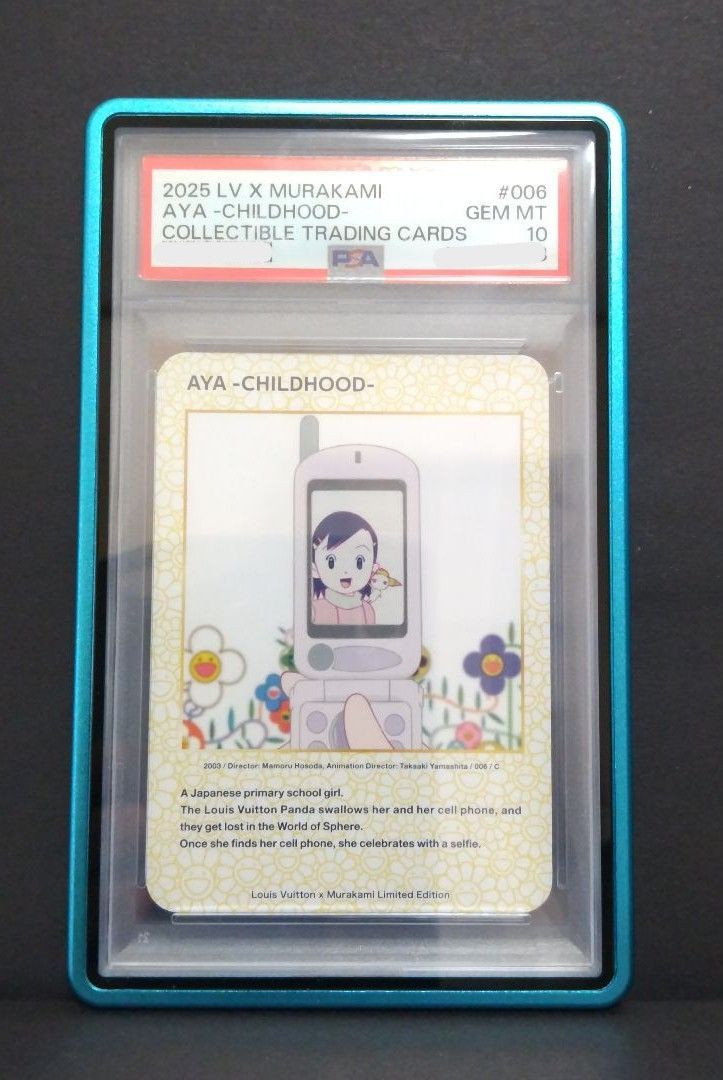 2025 LV X MURAKAMI #006
AYA -CHILDHOOD- GEM MT
COLLECTIBLE TRADING CARDS 10
PSA
AYA -CHILDHOOD-
2003 / Director: Mamoru Hosoda, Animation Director: Takaaki Yamashita / 006 / C
A Japanese primary school girl.
The Louis Vuitton Panda swallows her and her cell phone, and
they get lost in the World of Sphere.
Once she finds her cell phone, she celebrates with a selfie.
Louis Vuitton x Murakami Limited Edition